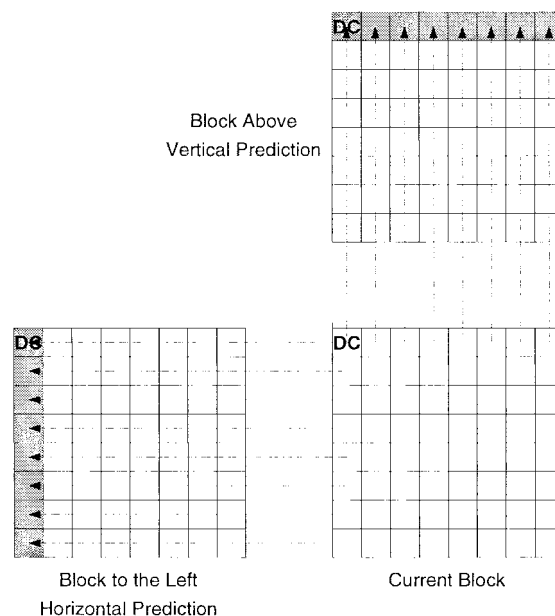 DC
Block Above
Vertical Prediction
DC
DC
Block to the Left
Horizontal Prediction
Current Block